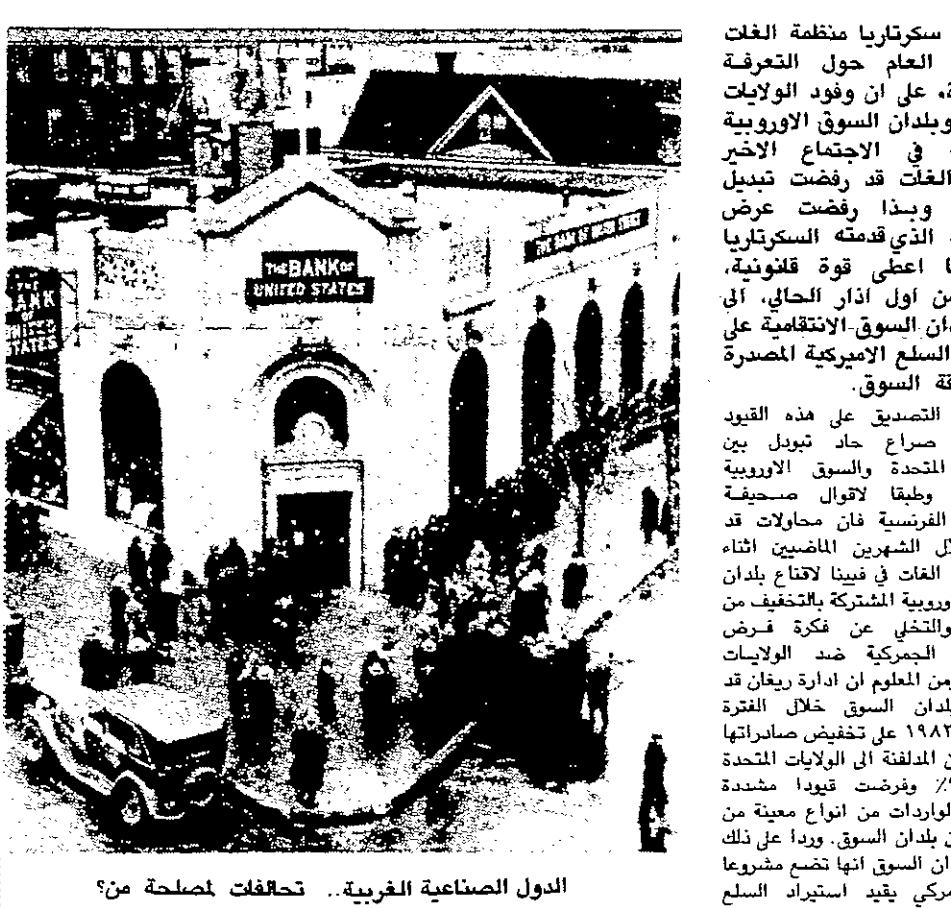 سكرتاريا منظمة الغات
العام حول التعرفة
على ان وفود الولايات
وبلدان السوق الاوروبية
في الاجتماع الاخير
الغات قد رفضت تبديل
وبذا رفضت عرض
الذي قدمته السكرتاريا
اعطى قوة قانونية،
من اول اذار الحالي، الى
السوق الانتقامية على
السلع الاميركية المصدرة
السوق.
التصديق على هذه القيود
صراع حاد تبودل بين
المتحدة والسوق الاوروبية
وطبقا لاقوال صحيفة
الفرنسية فان محاولات قد
الشهرين الماضيين اثناء
الغات في فيينا لاقناع بلدان
المشتركة بالتخفيف من
والتخلي عن فكرة فرض
الجمركية ضد الولايات
ومن المعلوم ان ادارة ريغان قد
بلدان السوق خلال الفترة
على تخفيض صادراتها
المدلفنة الى الولايات المتحدة
٪ وفرضت قيودا مشددة
الواردات من انواع معينة من
بلدان السوق. وردا على ذلك
السوق انها تضع مشروعا
يقيد استيراد السلع
THE BANK OF
UNITED STATES
THE BANK OF UNITED STATES
THE
BANK
OF
UNITED
STATES
الدول الصناعية الغربية.. تحالفات لمصلحة من؟